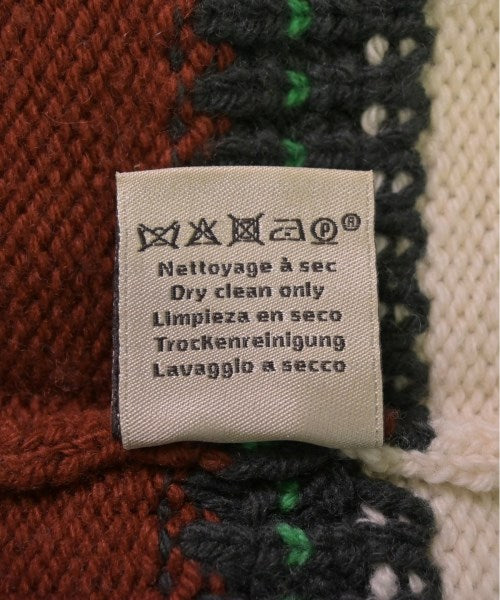 P ®
Nettoyage à sec
Dry clean only
Limpieza en seco
Trockenreinigung
Lavaggio a secco